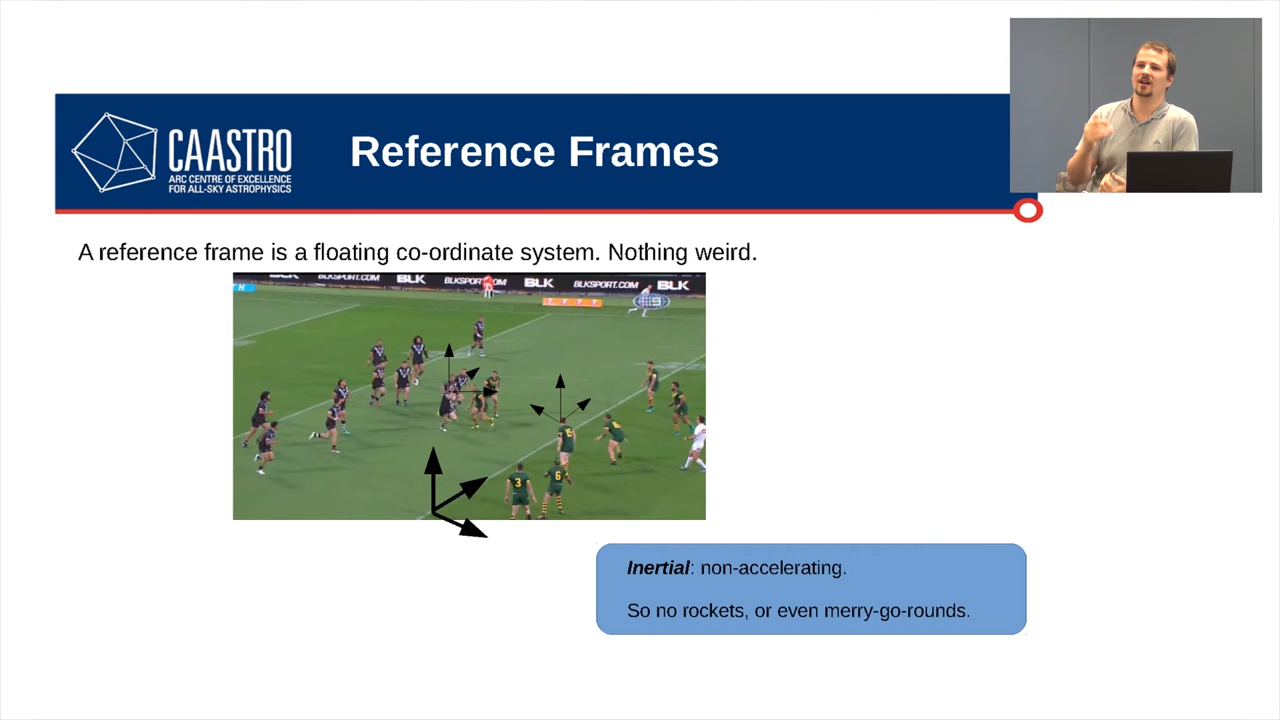 CAASTRO
ARC CENTRE OF EXCELLENCE
FOR ALL-SKY ASTROPHYSICS
Reference Frames
A reference frame is a floating co-ordinate system. Nothing weird.
BLKSPORT.COM BLK BLKSPORT.COM BLK BLKSPORT.COM BLK
3
6
Inertial: non-accelerating.
So no rockets, or even merry-go-rounds.